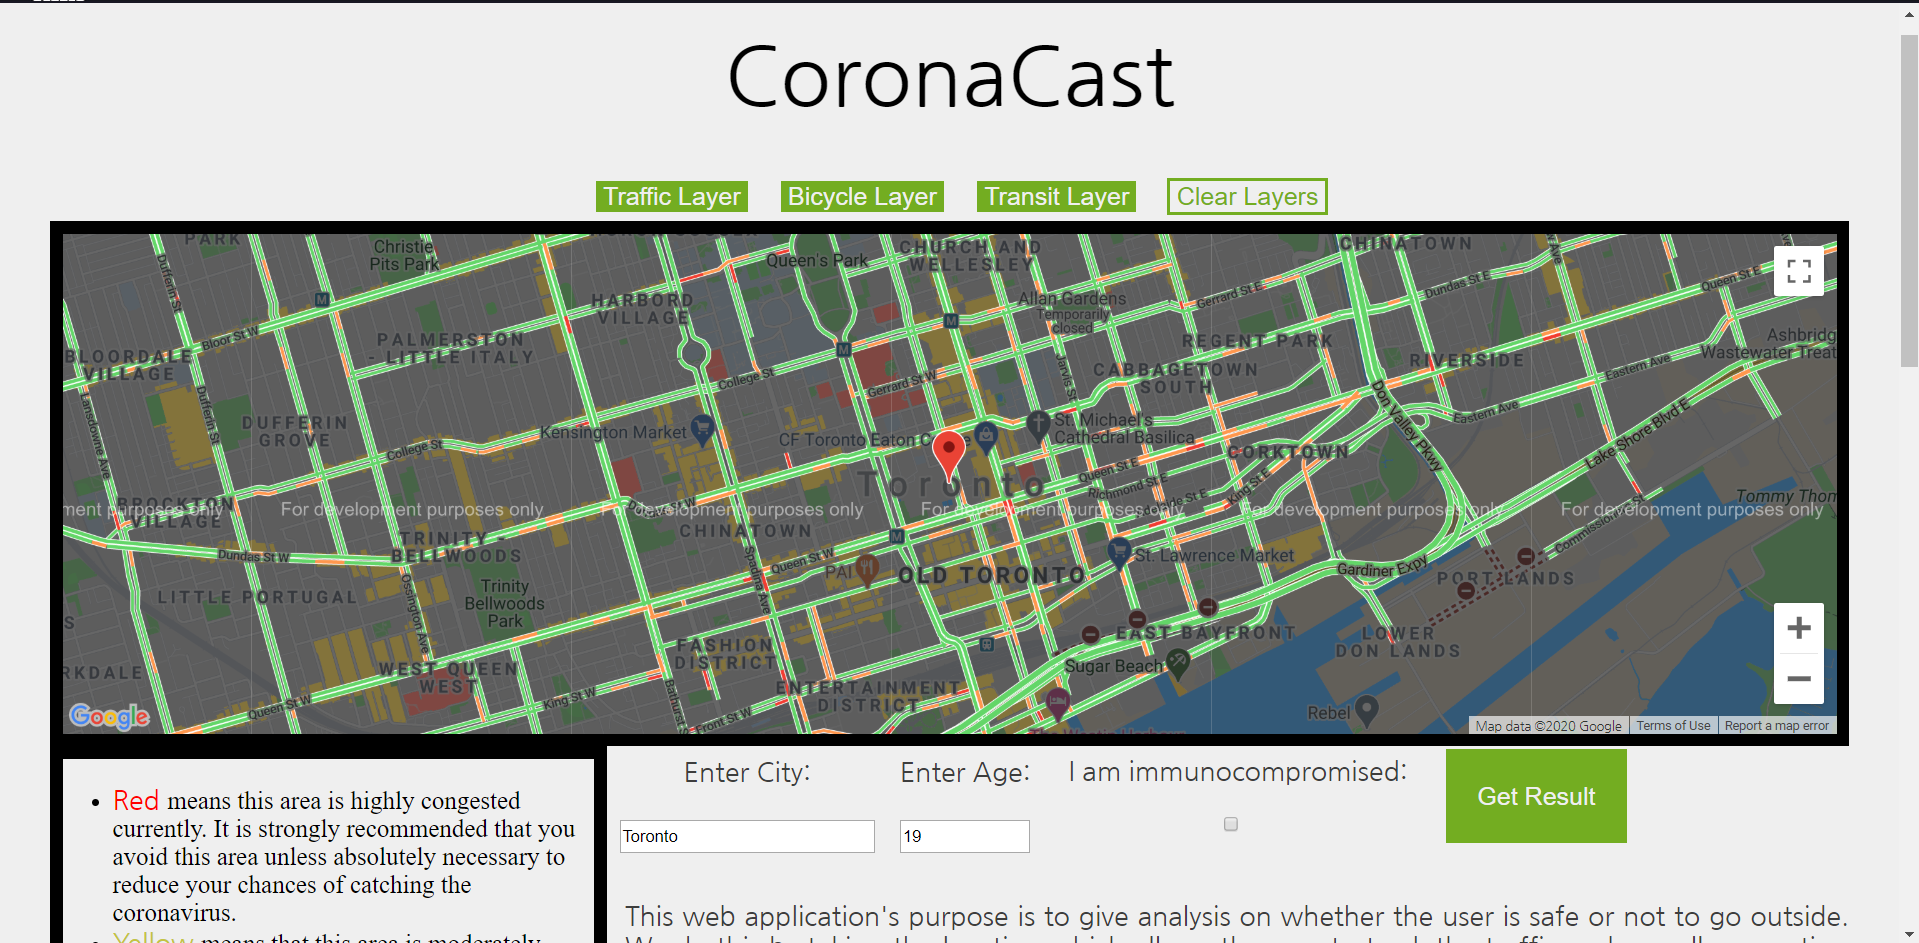 CoronaCast
Traffic Layer
Bicycle Layer
Transit Layer
Clear Layers
PARK
Christie
Pits Park
Queen's Park
CHURCH AND
WELLESLEY
CHINATOWN
Dufferin St
HARBORD
VILLAGE
Allan Gardens
Temporarily
closed
Gerrard St E
Dundas St E
Queen St E
Bloor St W
PALMERSTON
- LITTLE ITALY
REGENT PARK
RIVERSIDE
Ashbridg
Wastewater Treat
BLOORDALE
VILLAGE
College St
Gerrard St W
Jarvis St
CABBAGETOWN
SOUTH
Eastern Ave
Lansdowne Ave
Dufferin St
DUFFERIN
GROVE
Kensington Market
CF Toronto Eaton C
St. Michael's
Cathedral Basilica
Don Valley Pkwy
Eastern Ave
Lake Shore Blvd E
College St
CORKTOWN
Toronto
Queen St E
Richmond St E
King St E
BROCKTON
VILLAGE
Dundas St W
Tommy Thom
ment purposes only
For development purposes only
For development purposes only
For development purposes only
For development purposes only
For development purposes only
CHINATOWN
TRINITY -
BELLWOODS
Dundas St W
Queen St W
PAI
OLD TORONTO
St. Lawrence Market
Commissioners St
Gardiner Expy
PORT LANDS
Ossington Ave
Spadina Ave
Trinity
Bellwoods
Park
LITTLE PORTUGAL
RKDALE
WEST QUEEN
WEST
FASHION
DISTRICT
EAST BAYFRONT
LOWER
DON LANDS
Sugar Beach
ENTERTAINMENT
DISTRICT
Queen St W
King St W
Bathurst
Front St W
Rebel
Google
Map data ©2020 Google
Terms of Use
Report a map error
Enter City:
Enter Age:
I am immunocompromised:
Get Result
Toronto
19
• Red means this area is highly congested
currently. It is strongly recommended that you
avoid this area unless absolutely necessary to
reduce your chances of catching the
coronavirus.
• Yellow means that this area is moderately
This web application's purpose is to give analysis on whether the user is safe or not to go outside.